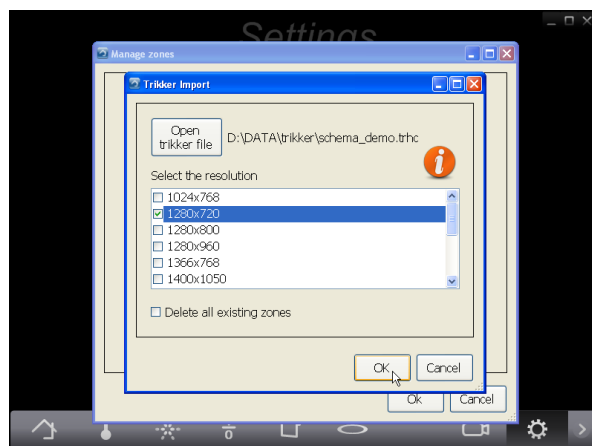 Settings
Manage zones
Trikker Import
Open
trikker file
D:\DATA\trikker\schema_demo.trhc
Select the resolution
1024x768
1280x720
1280x800
1280x960
1366x768
1400x1050
Delete all existing zones
OK
Cancel
Ok
Cancel